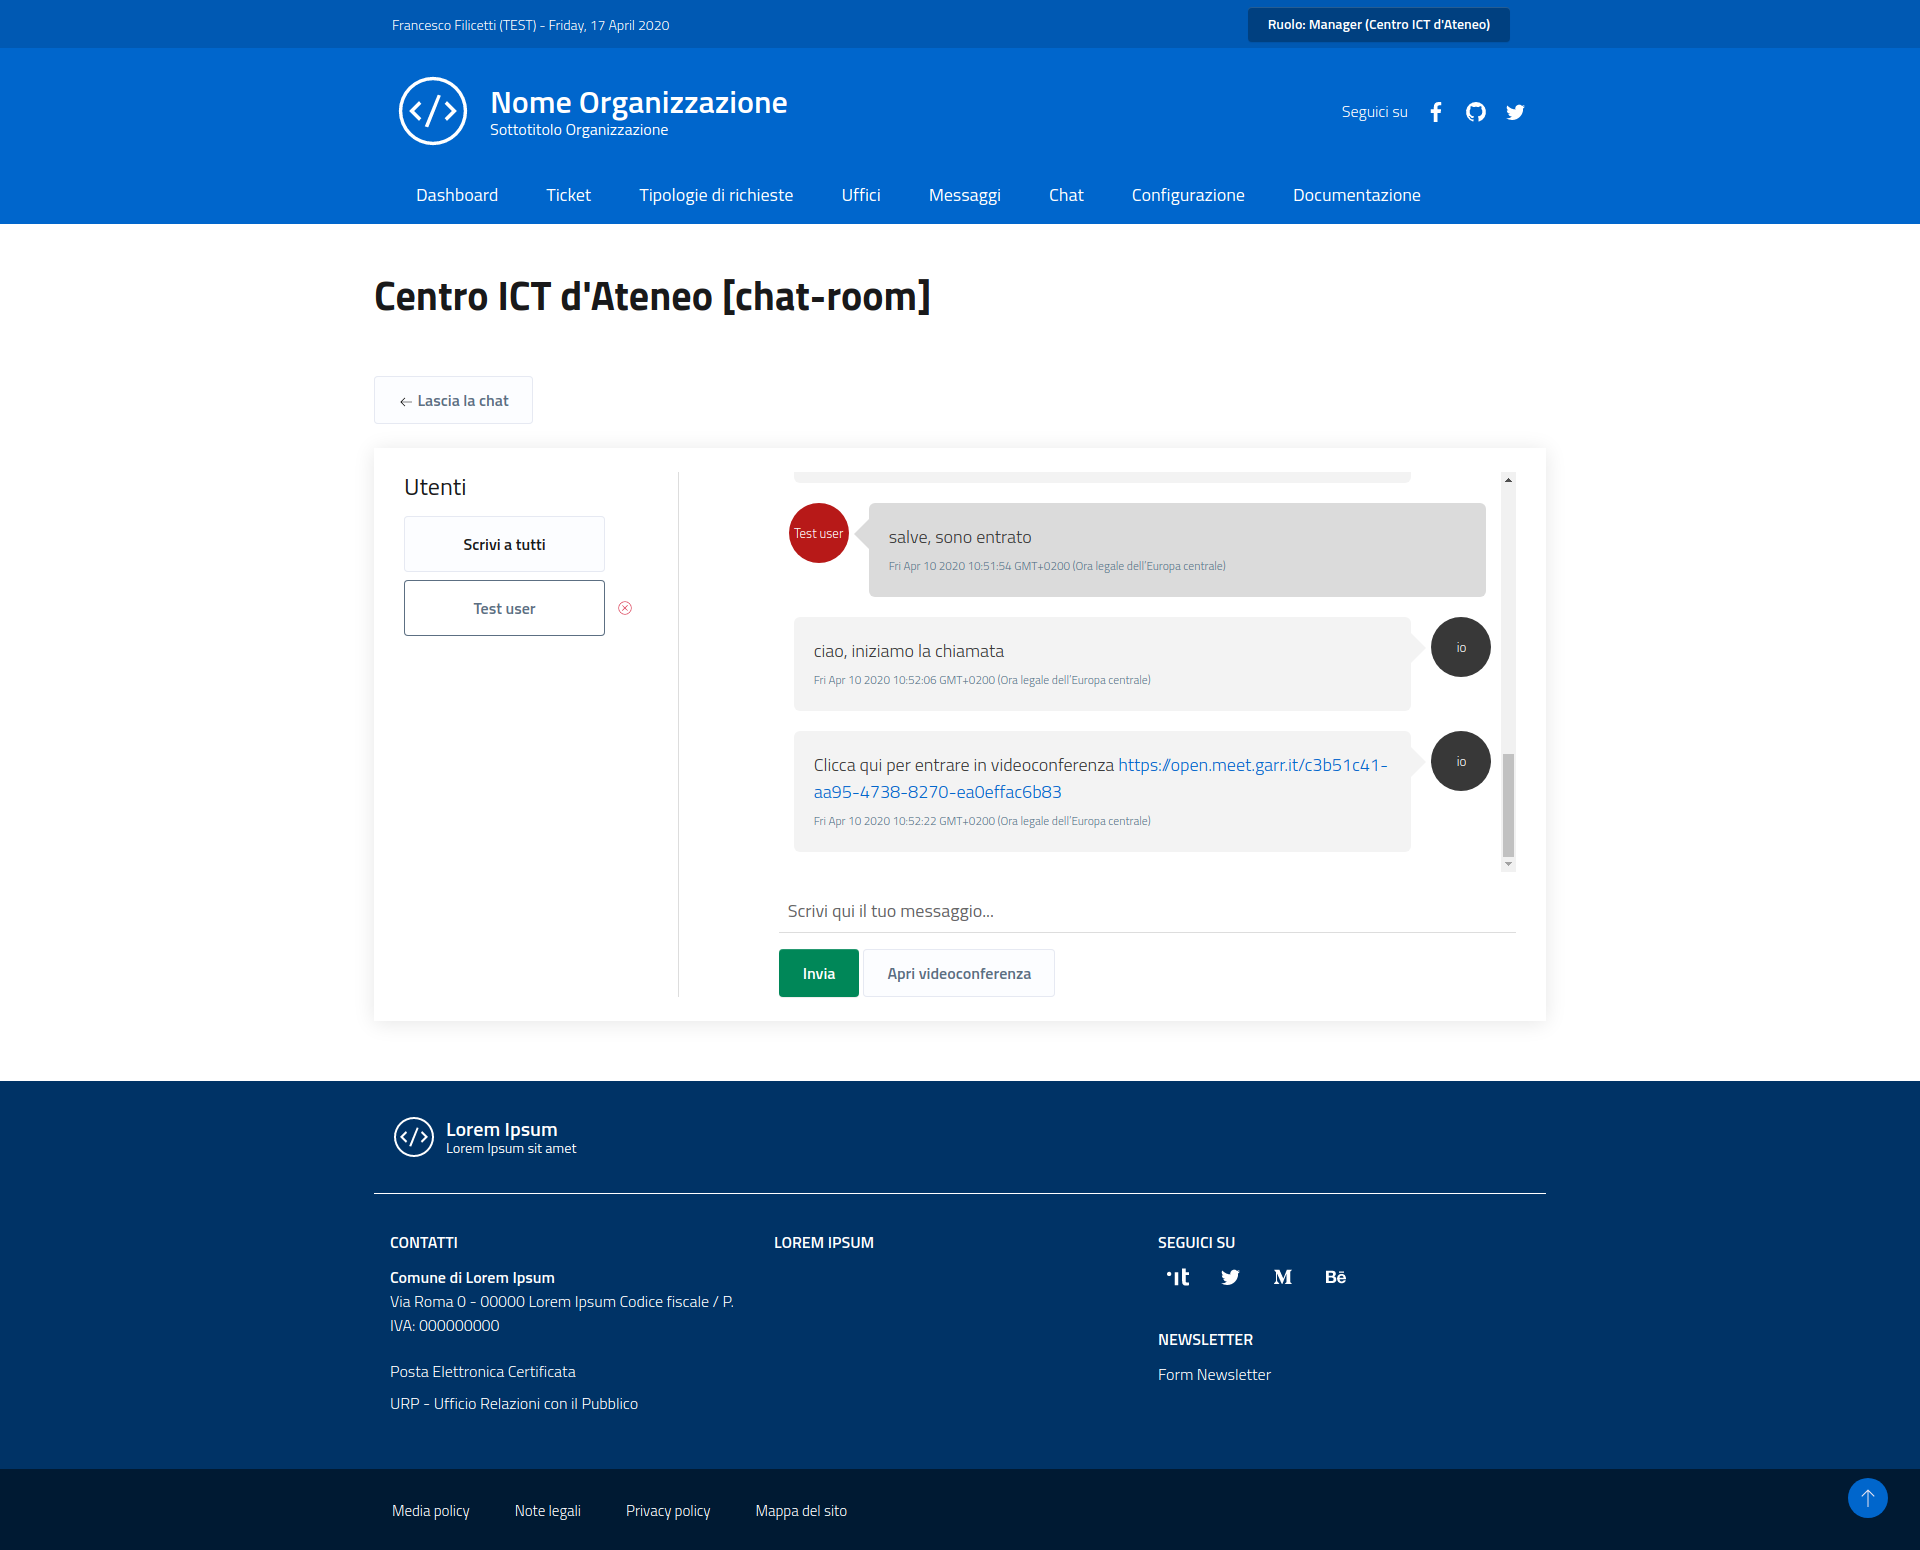 Francesco Filicetti (TEST) - Friday, 17 April 2020
Ruolo: Manager (Centro ICT d'Ateneo)
Nome Organizzazione
Sottotitolo Organizzazione
Seguici su
Dashboard
Ticket
Tipologie di richieste
Uffici
Messaggi
Chat
Configurazione
Documentazione
Centro ICT d'Ateneo [chat-room]
Lascia la chat
Utenti
Scrivi a tutti
Test user
Test user
salve, sono entrato
Fri Apr 10 2020 10:51:54 GMT+0200 (Ora legale dell'Europa centrale)
ciao, iniziamo la chiamata
Fri Apr 10 2020 10:52:06 GMT+0200 (Ora legale dell'Europa centrale)
io
Clicca qui per entrare in videoconferenza https://open.meet.garr.it/c3b51c41-
aa95-4738-8270-ea0effac6b83
Fri Apr 10 2020 10:52:22 GMT+0200 (Ora legale dell'Europa centrale)
io
Scrivi qui il tuo messaggio...
Invia
Apri videoconferenza
Lorem Ipsum
Lorem Ipsum sit amet
CONTATTI
Comune di Lorem Ipsum
Via Roma 0 - 00000 Lorem Ipsum Codice fiscale / P.
IVA: 000000000
Posta Elettronica Certificata
URP - Ufficio Relazioni con il Pubblico
LOREM IPSUM
SEGUICI SU
NEWSLETTER
Form Newsletter
Media policy
Note legali
Privacy policy
Mappa del sito